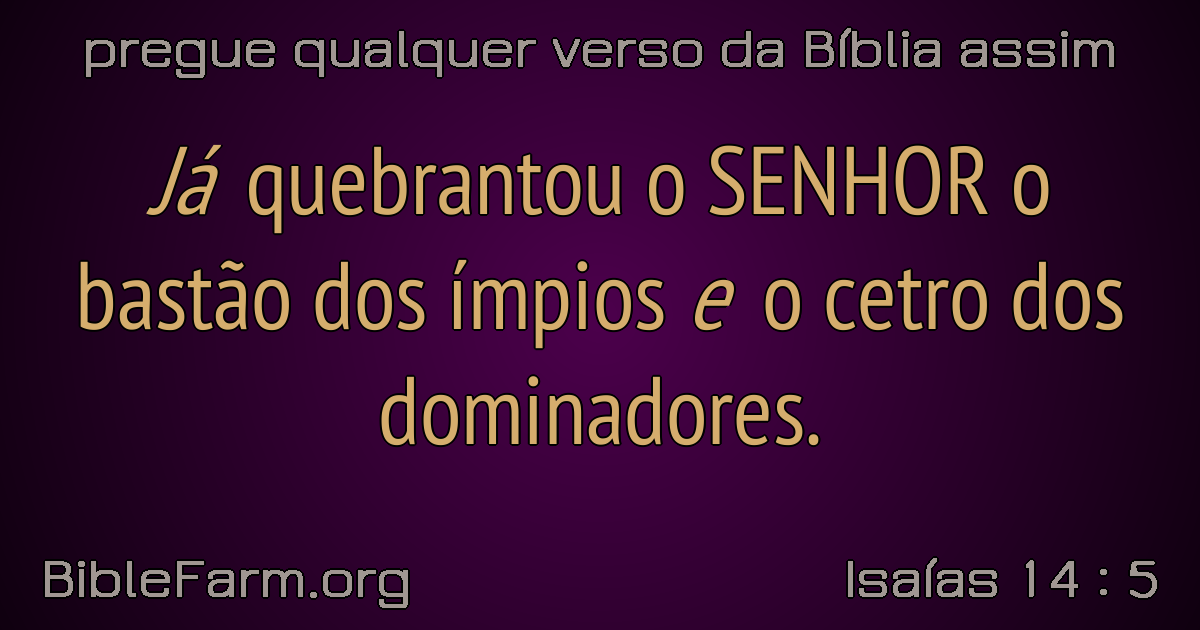 pregue qualquer verso da Bíblia assim
Já quebrantou o SENHOR o
bastão dos ímpios e o cetro dos
dominadores.
BibleFarm.org
Isaías 14 : 5